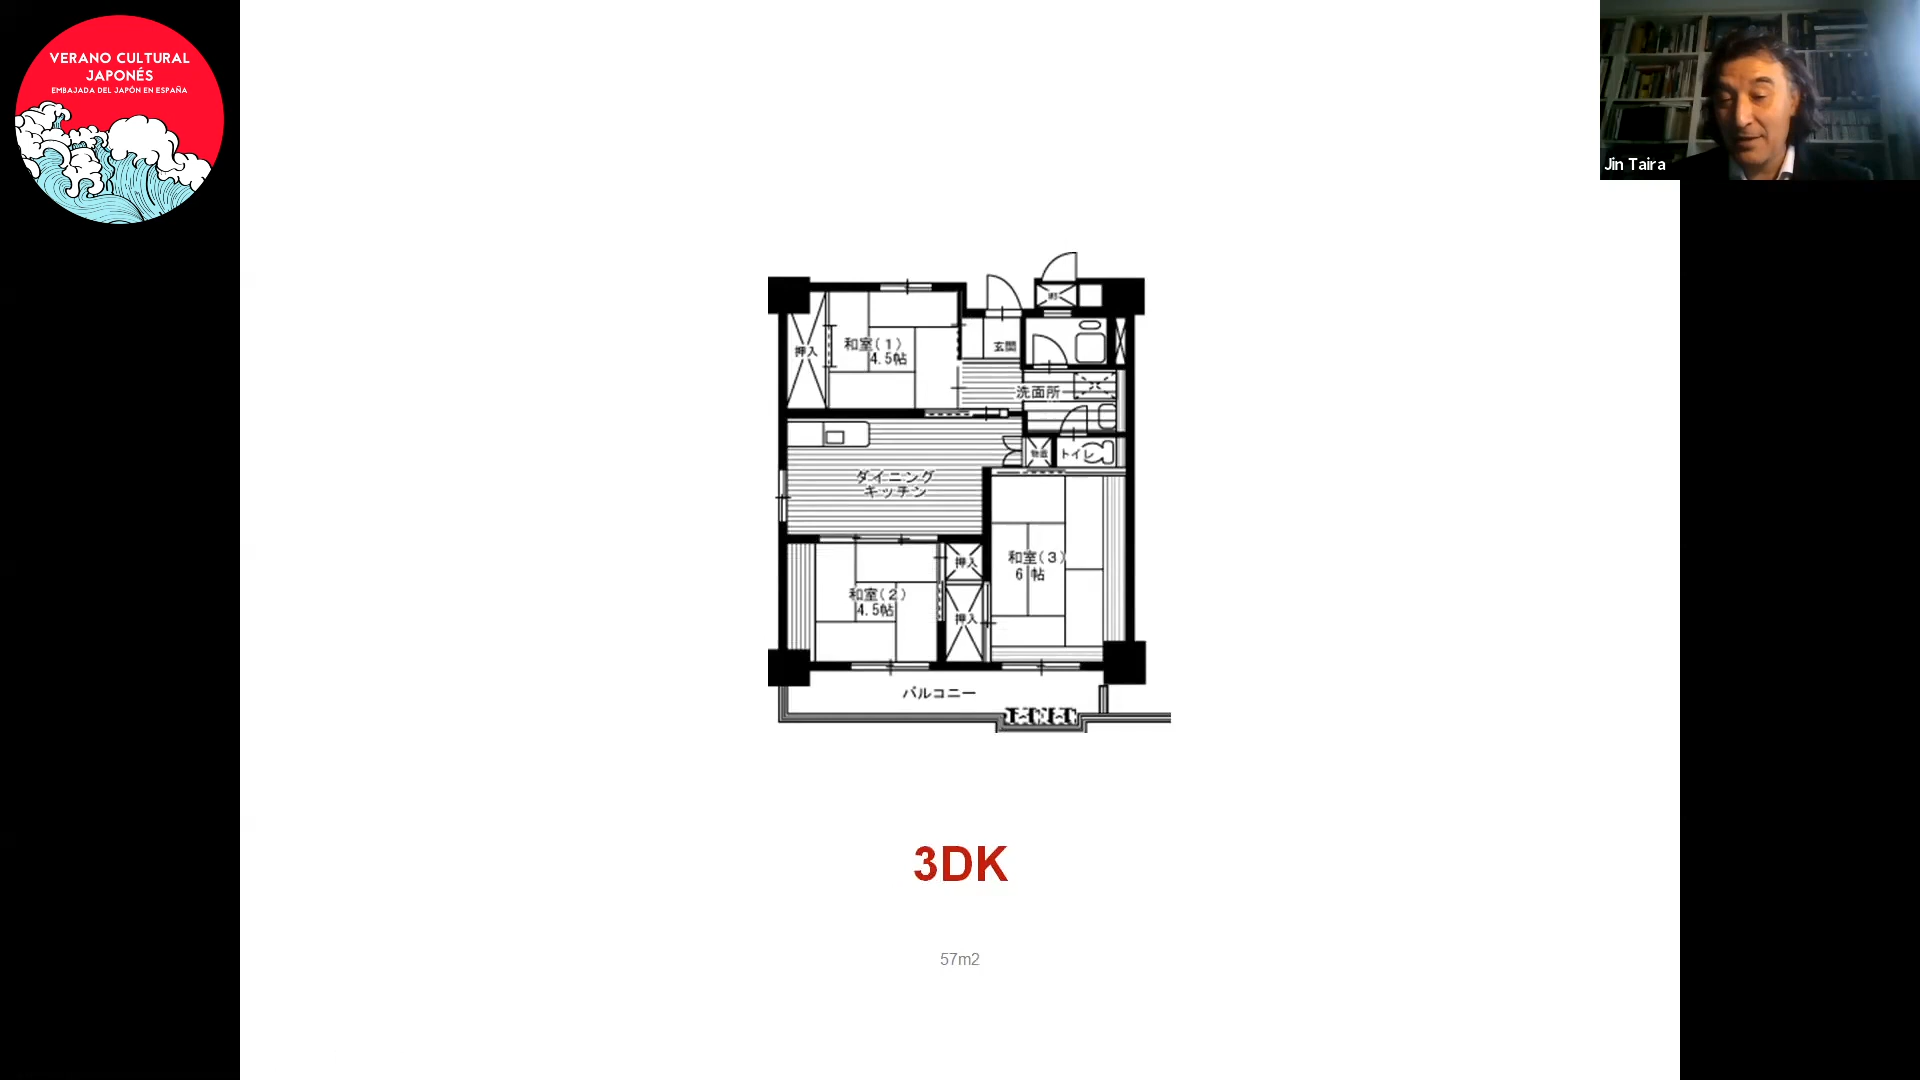 VERANO CULTURAL
JAPONÉS
EMBAJADA DEL JAPÓN EN ESPAÑA
Jin Taira
押入
和室(1)
4.5帖
玄関
洗面所
物置
トイレ
ダイニング
キッチン
和室(3)
6 帖
押入
和室(2)
4.5帖
押入
バルコニー
3DK
57m2